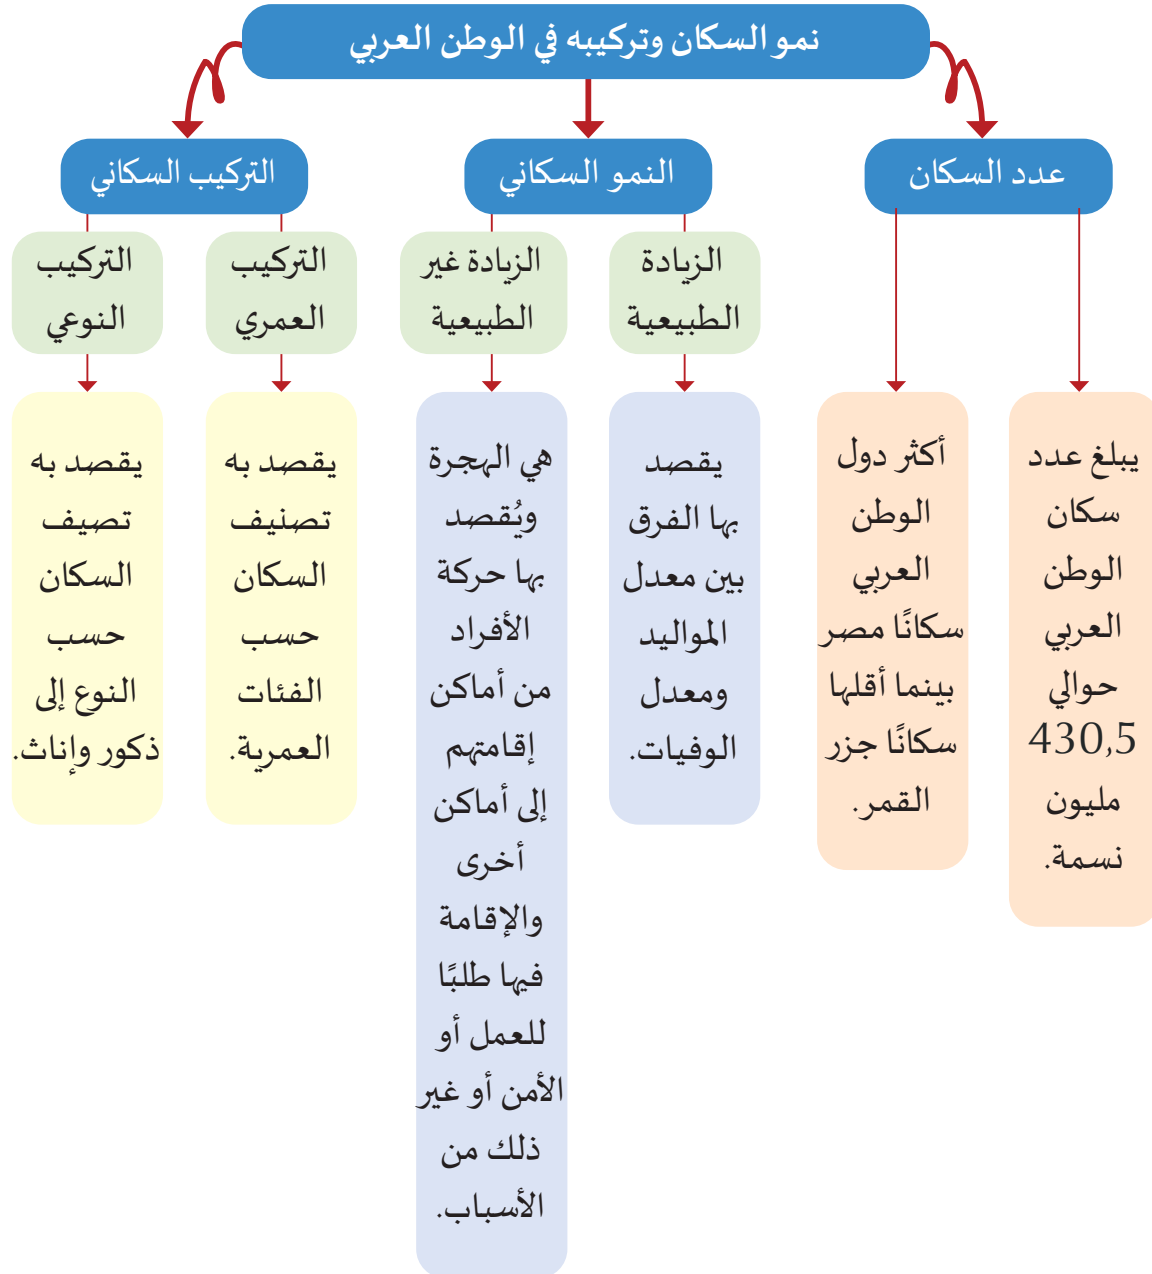 نمو السكان وتركيبه في الوطن العربي
عدد السكان
يبلغ عدد
سكان
الوطن
العربي
حوالي
430,5
مليون
نسمة.
أكثر دول
الوطن
العربي
سكانًا مصر
بينما أقلها
سكانًا جزر
القمر.
النمو السكاني
الزيادة
الطبيعية
يقصد
بها الفرق
بين معدل
المواليد
ومعدل
الوفيات.
الزيادة غير
الطبيعية
هي الهجرة
ويُقصد
بها حركة
الأفراد
من أماكن
إقامتهم
إلى أماكن
أخرى
والإقامة
فيها طلبًا
للعمل أو
الأمن أو غير
ذلك من
الأسباب.
التركيب السكاني
التركيب
العمري
يقصد به
تصنيف
السكان
حسب
الفئات
العمرية.
التركيب
النوعي
يقصد به
تصيف
السكان
حسب
النوع إلى
ذكور وإناث.